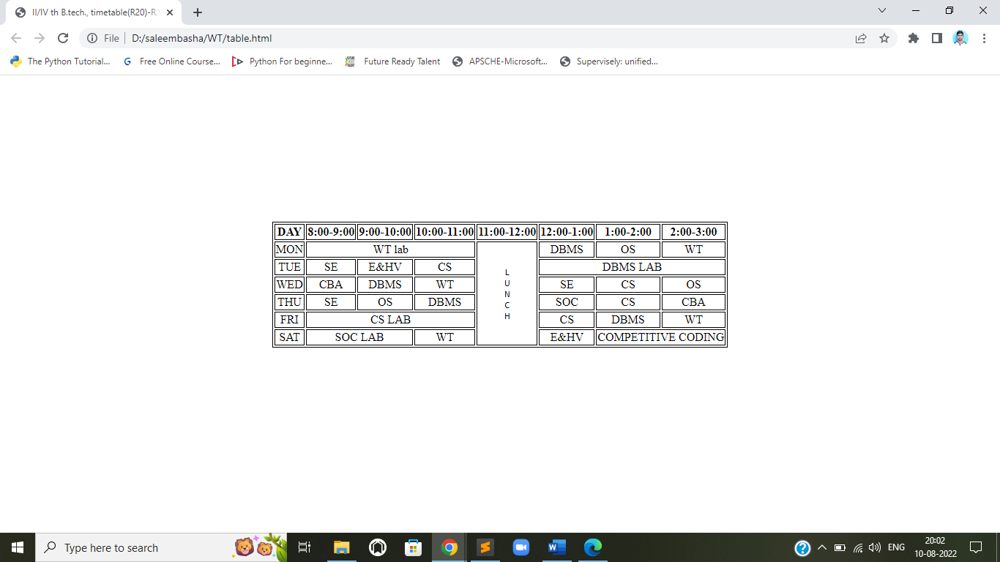 II/IV th B.tech., timetable(R20)-R.
File D:/saleembasha/WT/table.html
The Python Tutorial... Free Online Course... Python For beginne... Future Ready Talent APSCHE-Microsoft... Supervisely: unified...
DAY 8:00-9:00 9:00-10:00 10:00-11:00 11:00-12:00 12:00-1:00 1:00-2:00 2:00-3:00
MON WT lab DBMS OS WT
TUE SE E&HV CS DBMS LAB
WED CBA DBMS WT SE CS OS
THU SE OS DBMS SOC CS CBA
FRI CS LAB CS DBMS WT
SAT SOC LAB WT E&HV COMPETITIVE CODING
L
U
N
C
H
Type here to search
ENG
20:02
10-08-2022